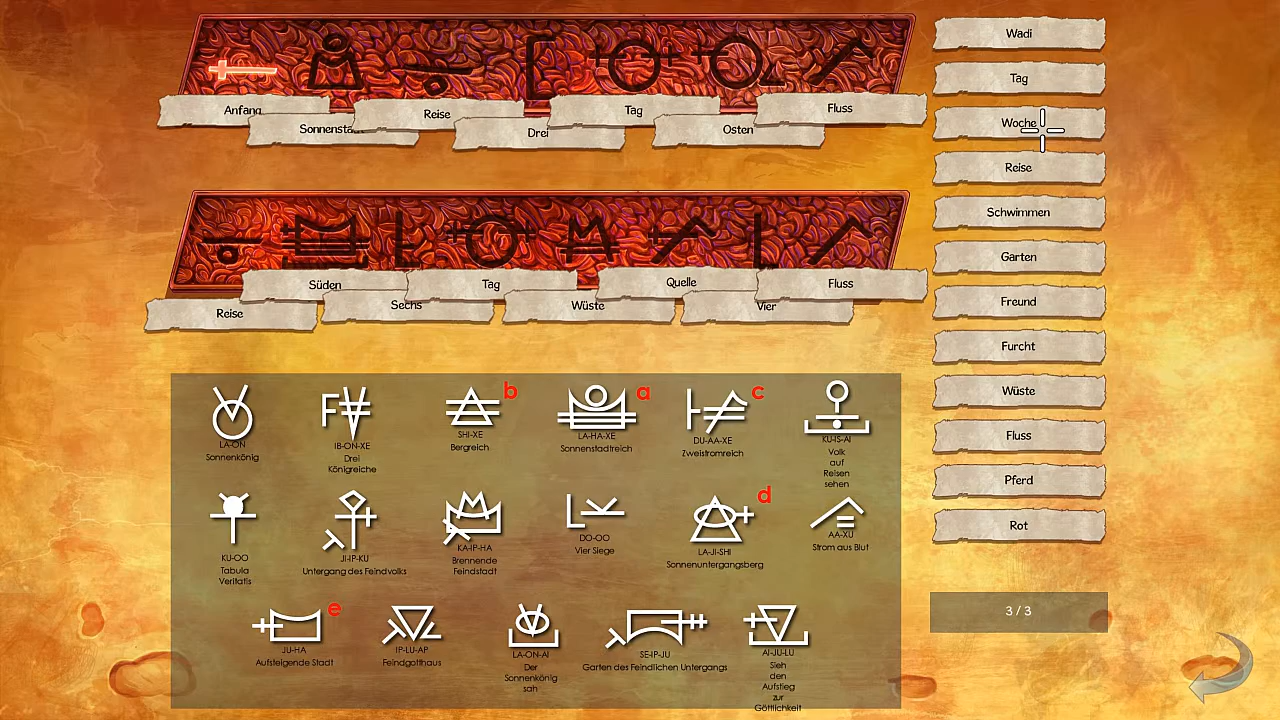 Anfang
Sonnensta
Reise
Drei
Tag
Osten
Fluss
Reise
Süden
Sechs
Tag
Wüste
Quelle
Vier
Fluss
Wadi
Tag
Woche
Reise
Schwimmen
Garten
Freund
Furcht
Wüste
Fluss
Pferd
Rot
3 / 3
LA-ON
Sonnenkönig
IB-ON-XE
Drei
Königreiche
b
SHI-XE
Bergreich
a
LA-HA-XE
Sonnenstadtreich
c
DU-AA-XE
Zweistromreich
KU-IS-AI
Volk
auf
Reisen
sehen
KU-OO
Tabula
Veritatis
JI-IP-KU
Untergang des Feindvolks
KA-IP-HA
Brennende
Feindstadt
DO-OO
Vier Siege
d
LA-JI-SHI
Sonnenuntergangsberg
AA-XU
Strom aus Blut
e
JU-HA
Aufsteigende Stadt
IP-LU-AP
Feindgotthaus
LA-ON-AI
Der
Sonnenkönig
sah
SE-IP-JU
Garten des Feindlichen Untergangs
AI-JU-LU
Sieh
den
Aufstieg
zur
Göttlichkeit